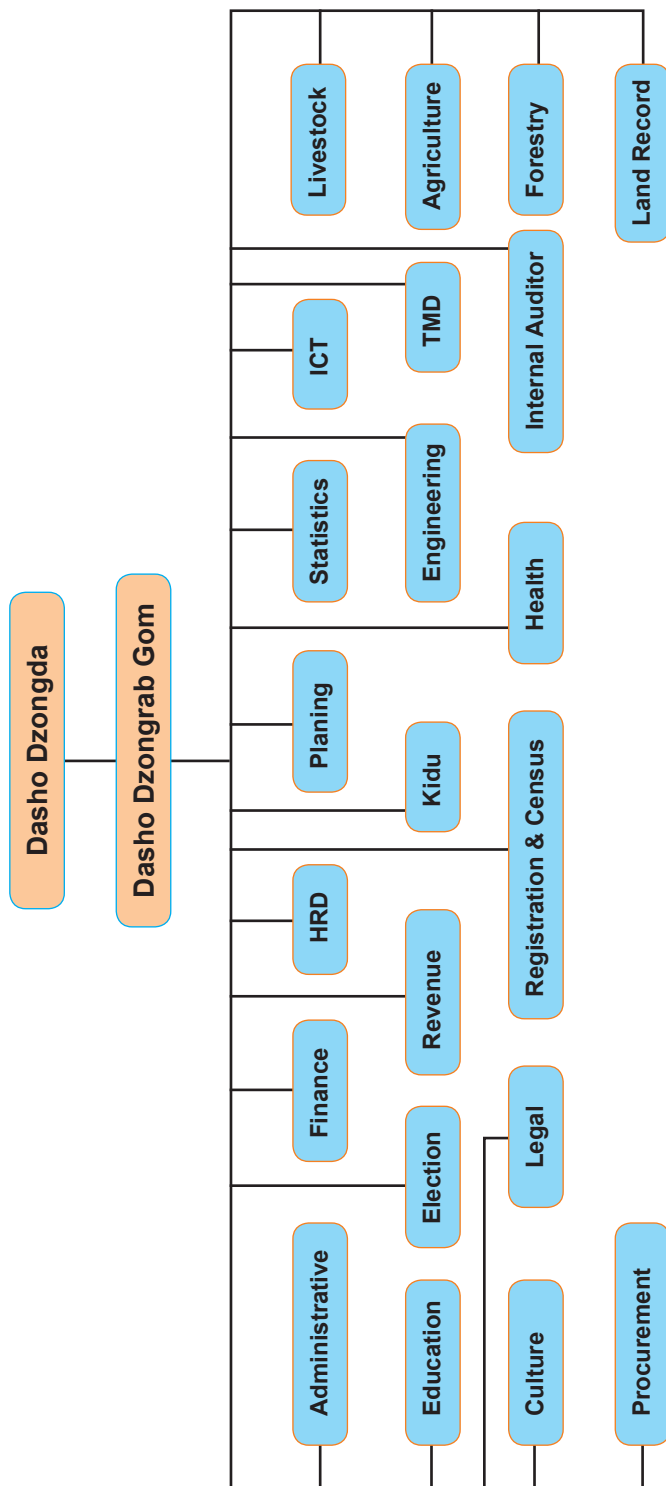 Dasho Dzongda
Dasho Dzongrab Gom
Administrative
Finance
HRD
Planing
Statistics
ICT
Livestock
Education
Election
Revenue
Kidu
Engineering
TMD
Agriculture
Culture
Legal
Registration & Census
Health
Internal Auditor
Forestry
Procurement
Land Record